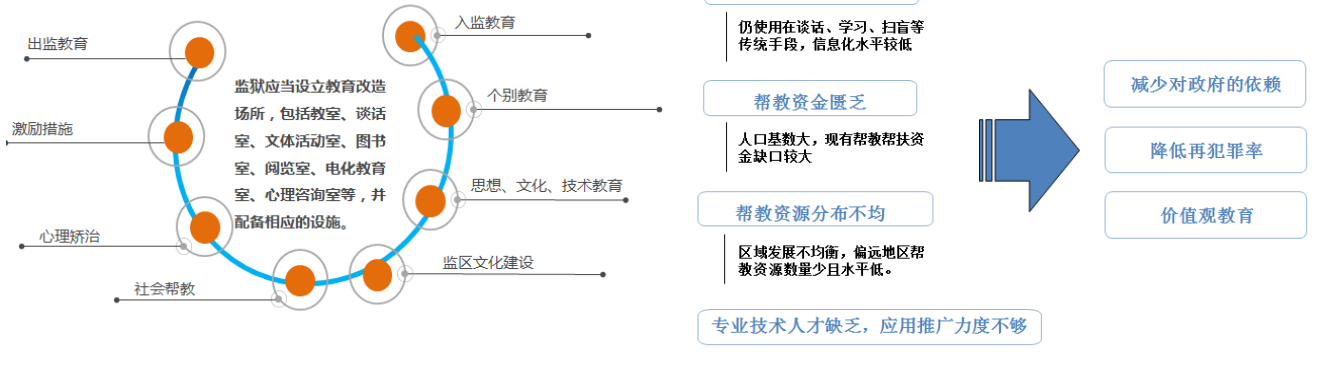 入监教育
个别教育
思想、文化、技术教育
监区文化建设
社会帮教
心理矫治
激励措施
出监教育
监狱应当设立教育改造
场所，包括教室、谈话
室、文体活动室、图书
室、阅览室、电化教育
室、心理咨询室等，并
配备相应的设施。
仍使用在谈话、学习、扫盲等
传统手段，信息化水平较低
帮教资金匮乏
人口基数大，现有帮教帮扶资
金缺口较大
帮教资源分布不均
区域发展不均衡，偏远地区帮
教资源数量少且水平低。
专业技术人才缺乏，应用推广力度不够
减少对政府的依赖
降低再犯罪率
价值观教育